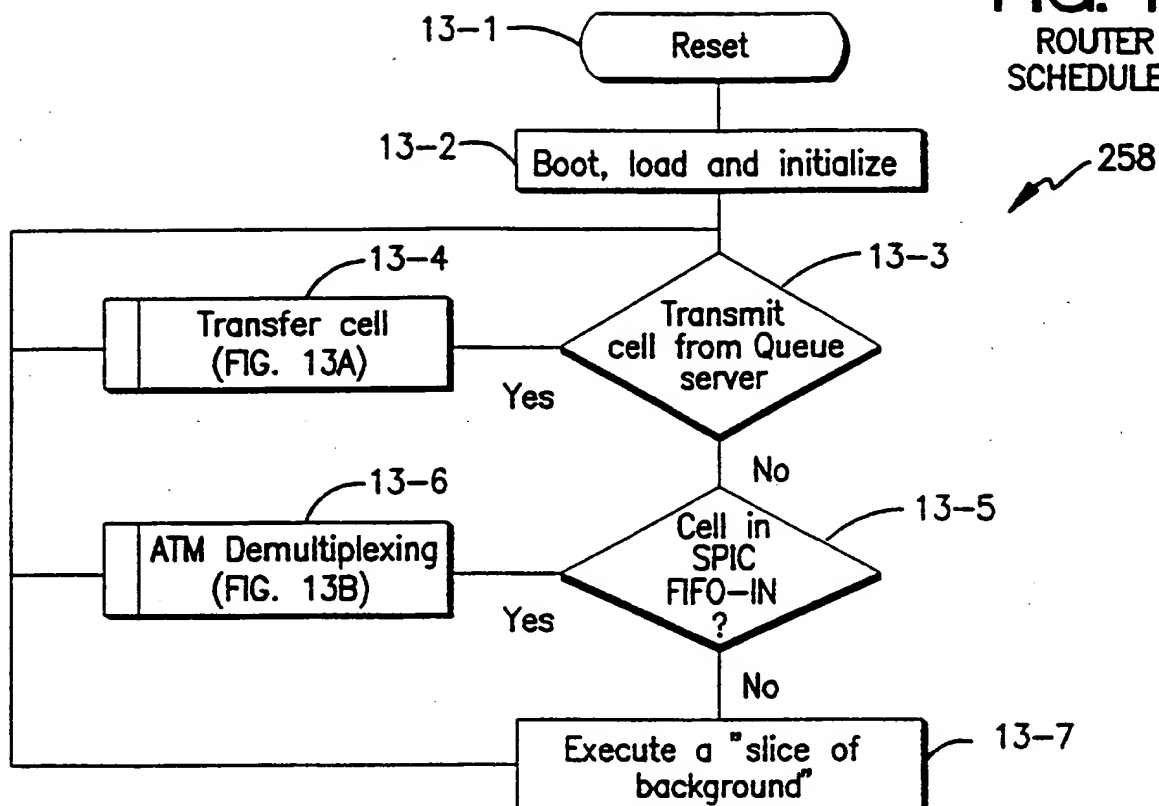 FIG. 1
ROUTER
SCHEDULE
13-1
Reset
13-2
Boot, load and initialize
258
13-4
Transfer cell
(FIG. 13A)
Yes
13-3
Transmit
cell from Queue
server
No
13-6
ATM Demultiplexing
(FIG. 13B)
Yes
13-5
Cell in
SPIC
FIFO-IN
?
No
13-7
Execute a "slice of
background"